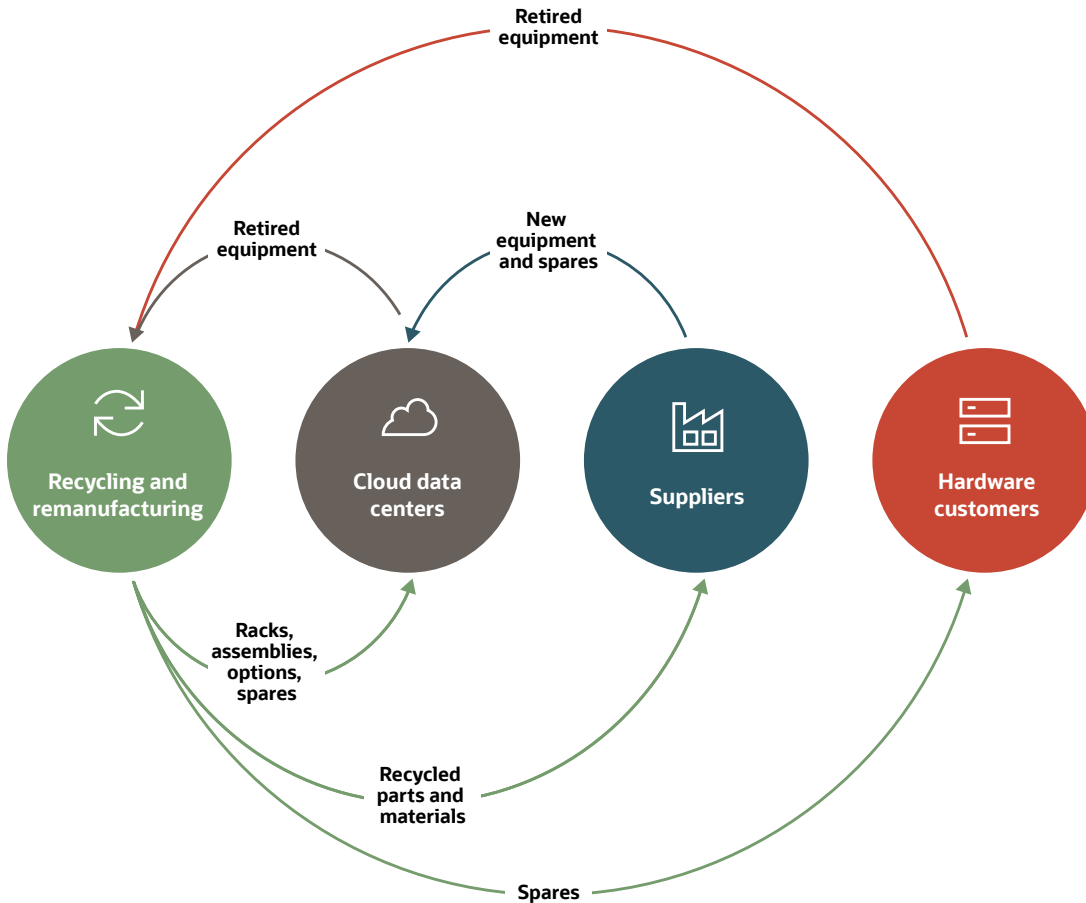 Retired
equipment
Retired
equipment
New
equipment
and spares
Recycling and
remanufacturing
Cloud data
centers
Suppliers
Hardware
customers
Racks,
assemblies,
options,
spares
Recycled
parts and
materials
Spares